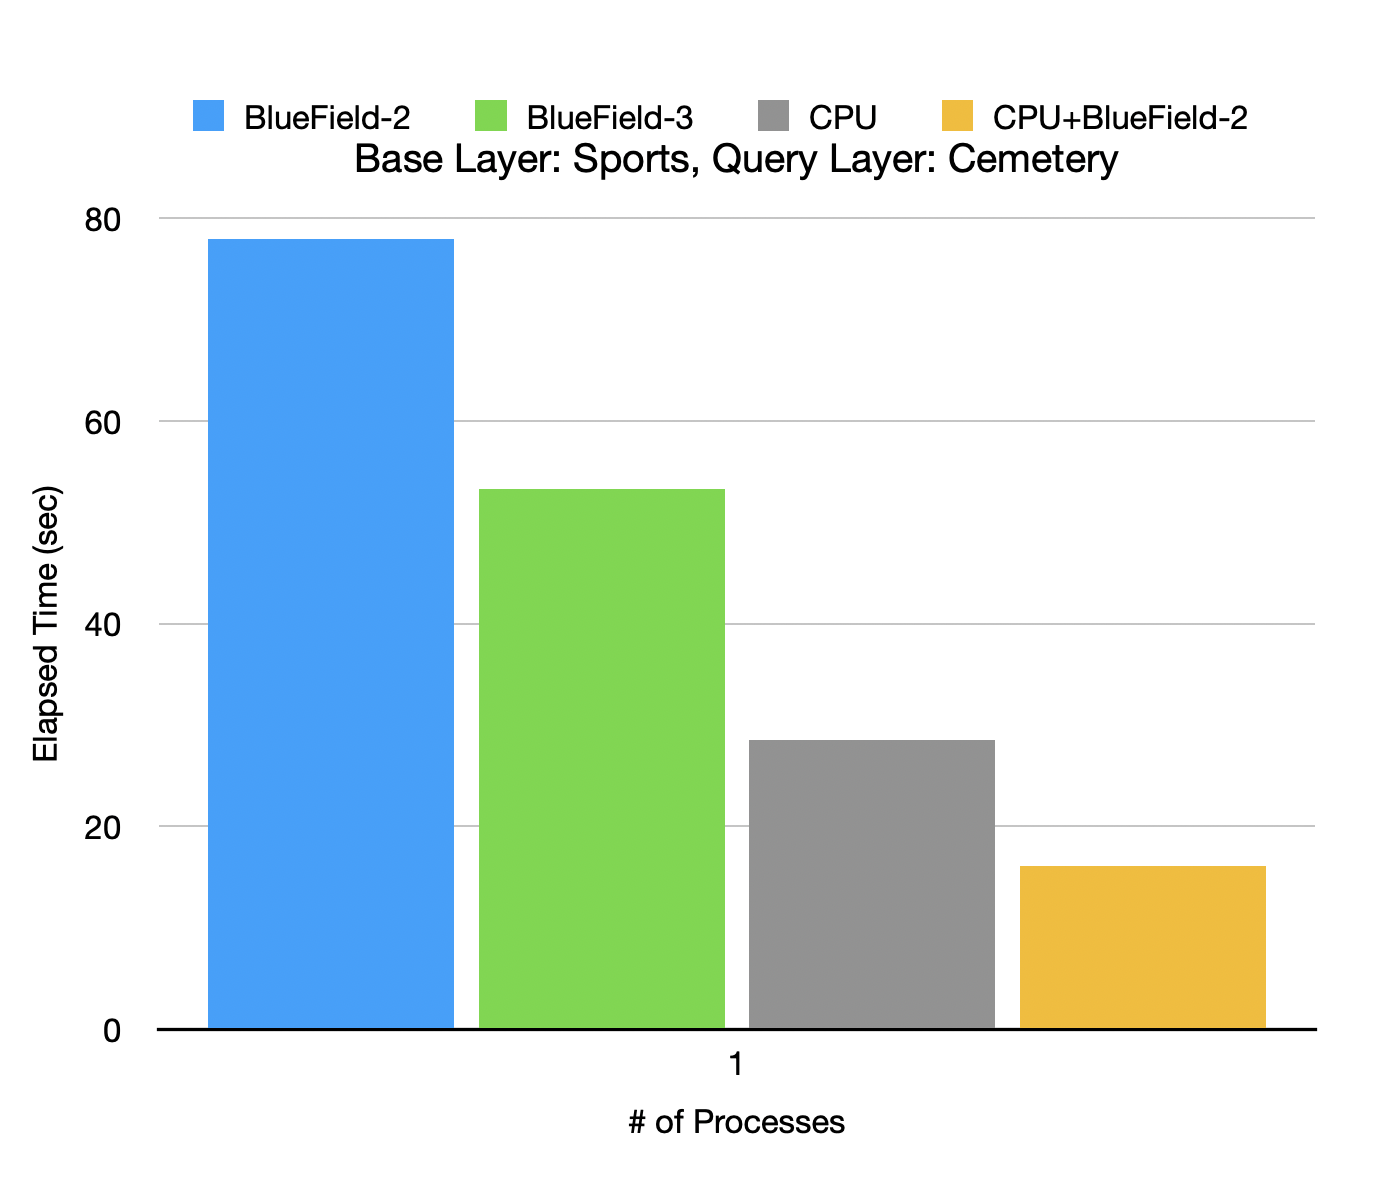 BlueField-2 BlueField-3 CPU CPU+BlueField-2
Base Layer: Sports, Query Layer: Cemetery
80
60
40
20
0
Elapsed Time (sec)
1
# of Processes